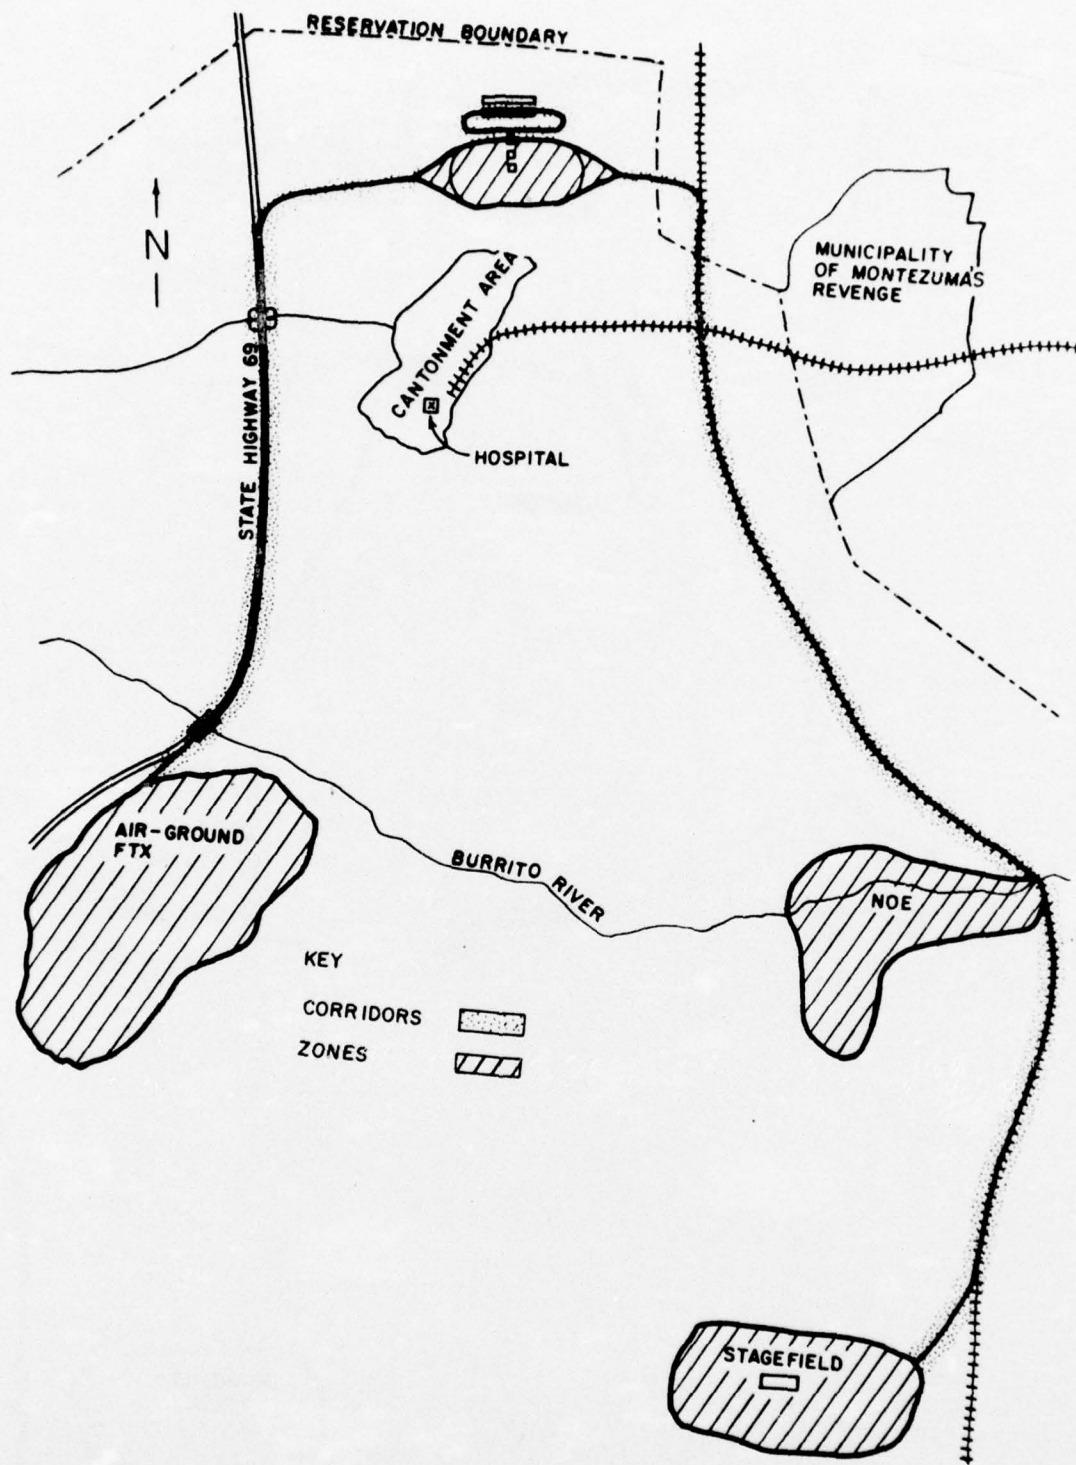 RESERVATION BOUNDARY
N
MUNICIPALITY
OF MONTEZUMA'S
REVENGE
CANTONMENT AREA
STATE HIGHWAY 69
HOSPITAL
AIR-GROUND
FTX
BURRITO RIVER
NOE
KEY
CORRIDORS
ZONES
STAGEFIELD